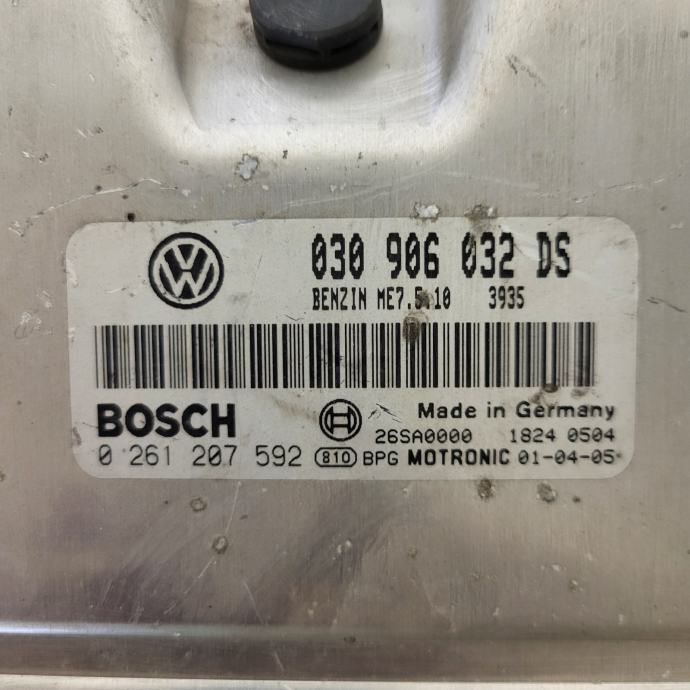 030 906 032 DS
BENZIN ME7.5.10 3935
BOSCH
Made in Germany
26SA0000 1824 0504
0 261 207 592 810 BPG MOTRONIC 01-04-05